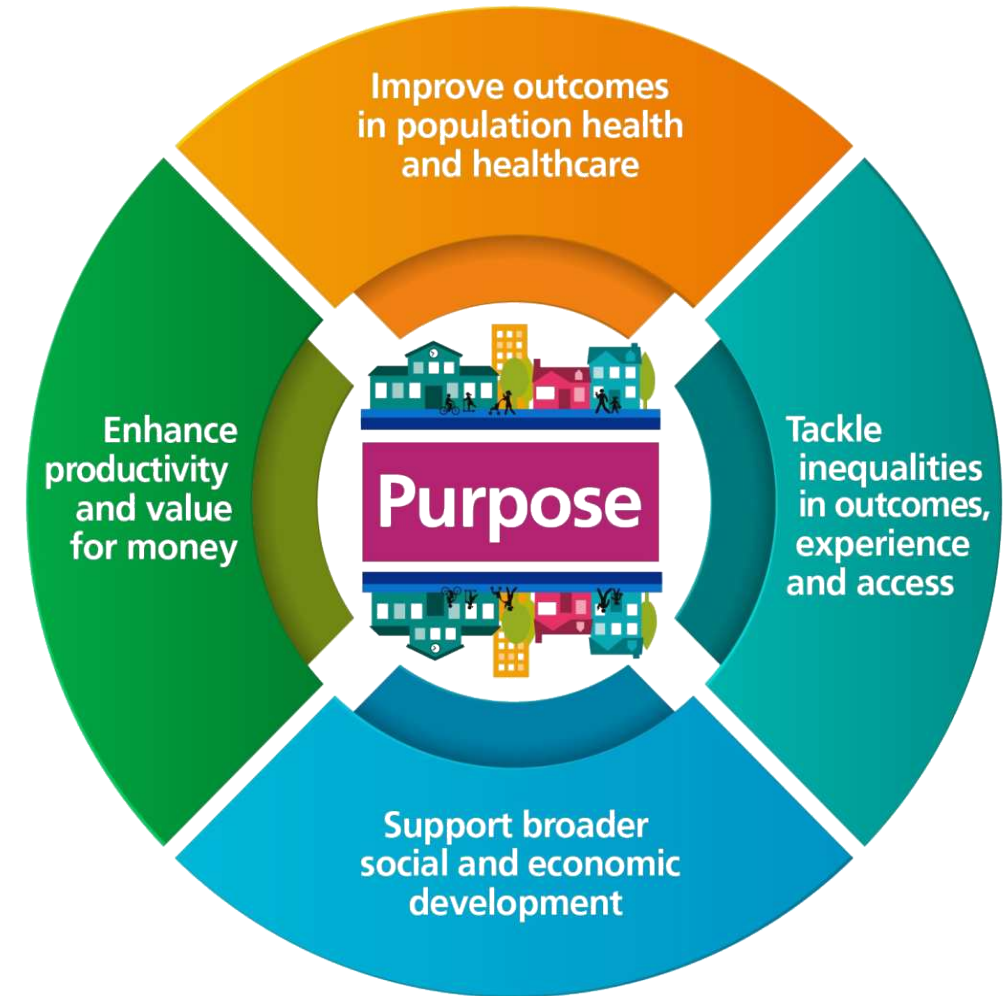 Improve outcomes
in population health
and healthcare
Tackle
inequalities
in outcomes,
experience
and access
Support broader
social and economic
development
Enhance
productivity
and value
for money
Purpose